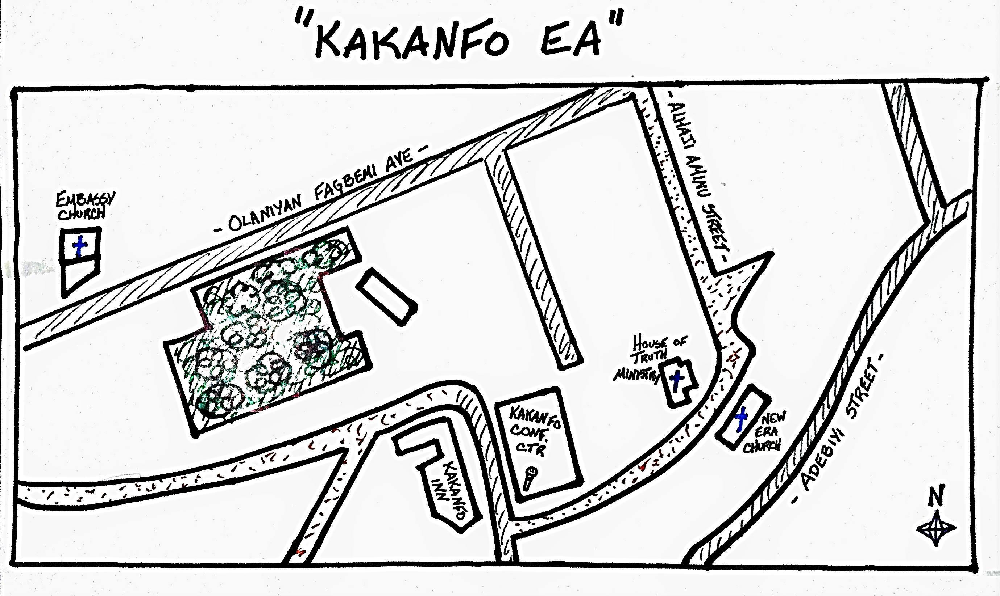 "KAKANFO EA"
- ALHAJI AMINU STREET -
- OLANIYAN FAGBEMI AVE -
EMBASSY
CHURCH
HOUSE OF
TRUTH
MINISTRY
KAKANFO
CONF.
CTR
NEW
ERA
CHURCH
- ADEBIYI STREET -
KAKANFO
INN
N